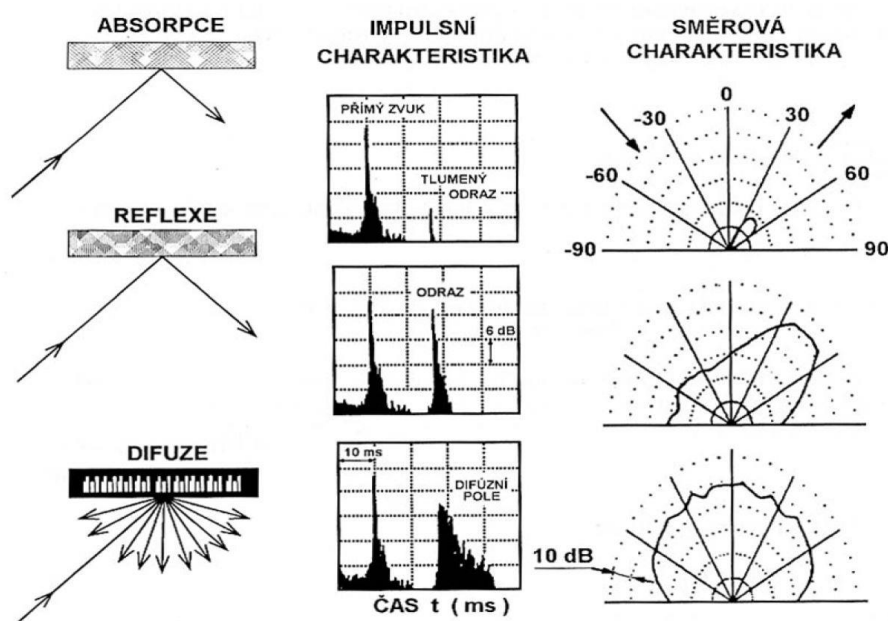 ABSORPCE
IMPULSNÍ
CHARAKTERISTIKA
SMĚROVÁ
CHARAKTERISTIKA
PŘÍMÝ ZVUK
TLUMENÝ
ODRAZ
0
-30
30
-60
60
-90
90
REFLEXE
ODRAZ
6 dB
DIFUZE
10 ms
DIFÚZNÍ
POLE
10 dB
ČAS t (ms)